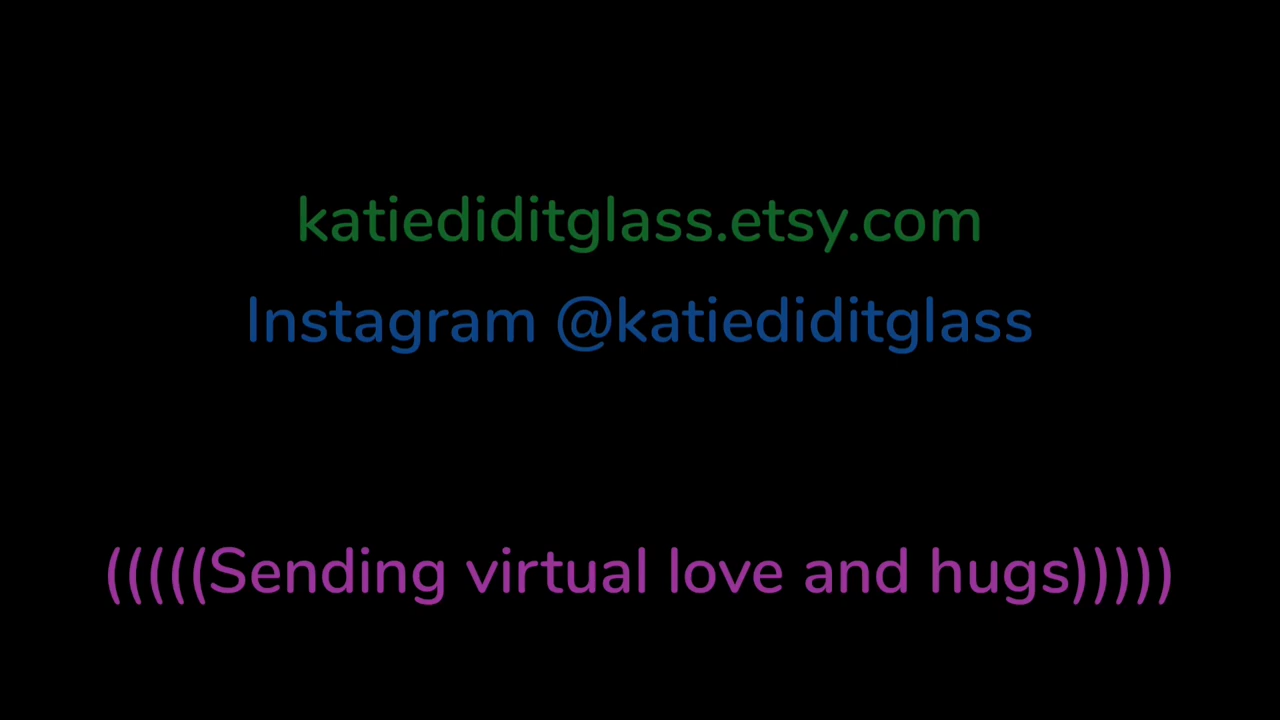 katiediditglass.etsy.com
Instagram @katiediditglass
(((((Sending virtual love and hugs)))))